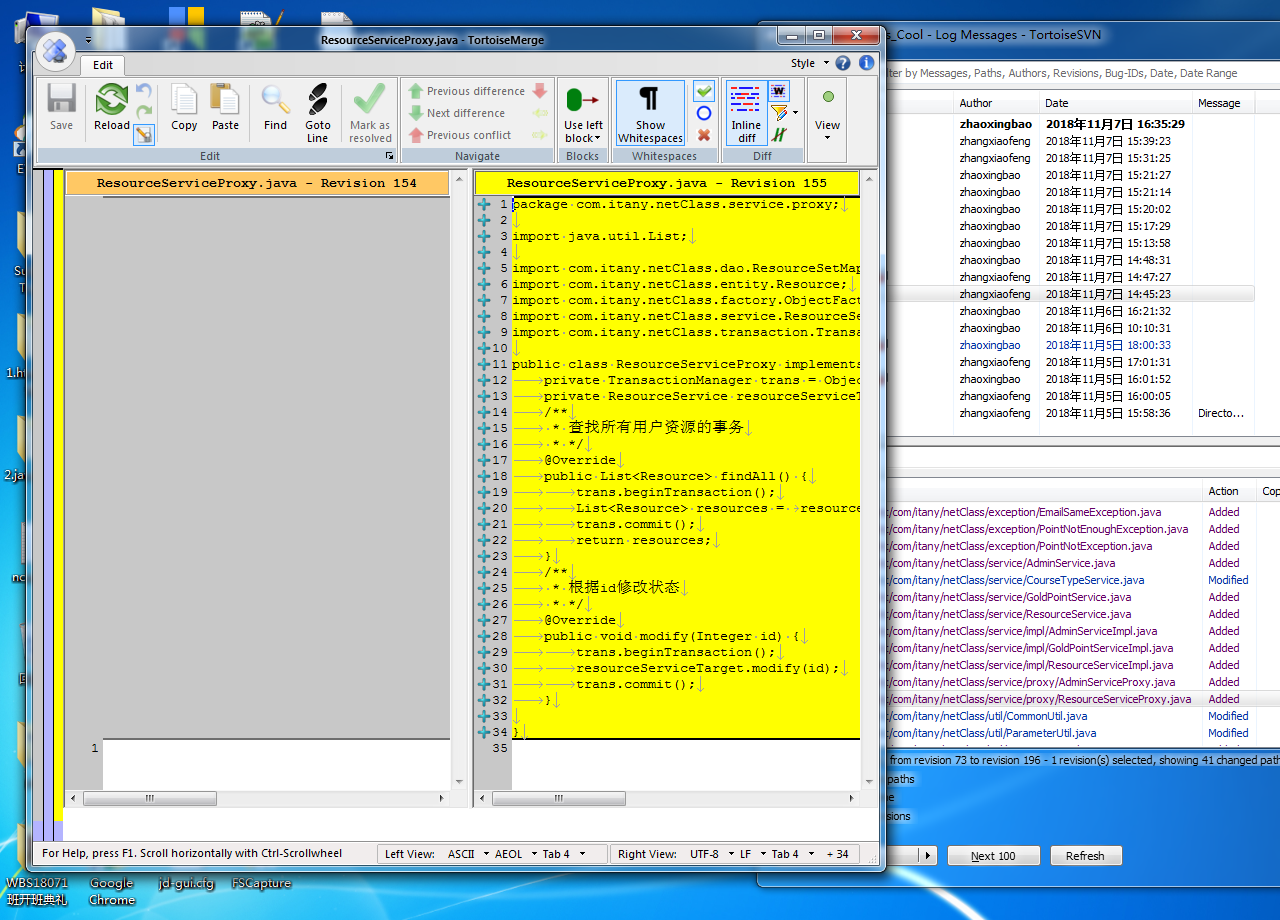 ResourceServiceProxy.java - TortoiseMerge
s_Cool - Log Messages - TortoiseSVN
Edit
Style
Save
Reload
Copy
Paste
Find
Goto Line
Mark as resolved
Previous difference
Next difference
Previous conflict
Use left block
Show Whitespaces
Inline diff
View
Edit
Navigate
Blocks
Whitespaces
Diff
ResourceServiceProxy.java - Revision 154
1
ResourceServiceProxy.java - Revision 155
1 package com.itany.netClass.service.proxy;
2
3 import java.util.List;
4
5 import com.itany.netClass.dao.ResourceSetMap
6 import com.itany.netClass.entity.Resource;
7 import com.itany.netClass.factory.ObjectFact
8 import com.itany.netClass.service.ResourceSe
9 import com.itany.netClass.transaction.Transa
10
11 public class ResourceServiceProxy implements
12 private TransactionManager trans = Objec
13 private ResourceService resourceServiceT
14 /**
15 * 查找所有用户资源的事务
16 * */
17 @Override
18 public List<Resource> findAll() {
19 trans.beginTransaction();
20 List<Resource> resources = resource
21 trans.commit();
22 return resources;
23 }
24 /**
25 * 根据id修改状态
26 * */
27 @Override
28 public void modify(Integer id) {
29 trans.beginTransaction();
30 resourceServiceTarget.modify(id);
31 trans.commit();
32 }
33
34 }
35
For Help, press F1. Scroll horizontally with Ctrl-Scrollwheel
Left View: ASCII AEOL Tab 4
Right View: UTF-8 LF Tab 4 + 34
ter by Messages, Paths, Authors, Revisions, Bug-IDs, Date, Date Range
Author Date Message
zhaoxingbao 2018年11月7日 16:35:29
zhangxiaofeng 2018年11月7日 15:39:23
zhangxiaofeng 2018年11月7日 15:31:25
zhaoxingbao 2018年11月7日 15:21:27
zhaoxingbao 2018年11月7日 15:21:14
zhaoxingbao 2018年11月7日 15:20:02
zhaoxingbao 2018年11月7日 15:17:29
zhaoxingbao 2018年11月7日 15:13:58
zhaoxingbao 2018年11月7日 14:48:31
zhangxiaofeng 2018年11月7日 14:47:27
zhangxiaofeng 2018年11月7日 14:45:23
zhaoxingbao 2018年11月6日 16:21:32
zhaoxingbao 2018年11月6日 10:10:31
zhaoxingbao 2018年11月5日 18:00:33
zhangxiaofeng 2018年11月5日 17:01:31
zhaoxingbao 2018年11月5日 16:01:52
zhangxiaofeng 2018年11月5日 16:00:05
zhangxiaofeng 2018年11月5日 15:58:36 Directo...
Action Cop
/com/itany/netClass/exception/EmailSameException.java Added
/com/itany/netClass/exception/PointNotEnoughException.java Added
/com/itany/netClass/exception/PointNotException.java Added
/com/itany/netClass/service/AdminService.java Added
/com/itany/netClass/service/CourseTypeService.java Modified
/com/itany/netClass/service/GoldPointService.java Added
/com/itany/netClass/service/ResourceService.java Added
/com/itany/netClass/service/impl/AdminServiceImpl.java Added
/com/itany/netClass/service/impl/GoldPointServiceImpl.java Added
/com/itany/netClass/service/impl/ResourceServiceImpl.java Added
/com/itany/netClass/service/proxy/AdminServiceProxy.java Added
/com/itany/netClass/service/proxy/ResourceServiceProxy.java Added
/com/itany/netClass/util/CommonUtil.java Modified
/com/itany/netClass/util/ParameterUtil.java Modified
from revision 73 to revision 196 - 1 revision(s) selected, showing 41 changed path
paths
sions
Next 100
Refresh
1.ht
2.ja
WBS18071班开班典礼
Google Chrome
jd-gui.cfg
FSCapture